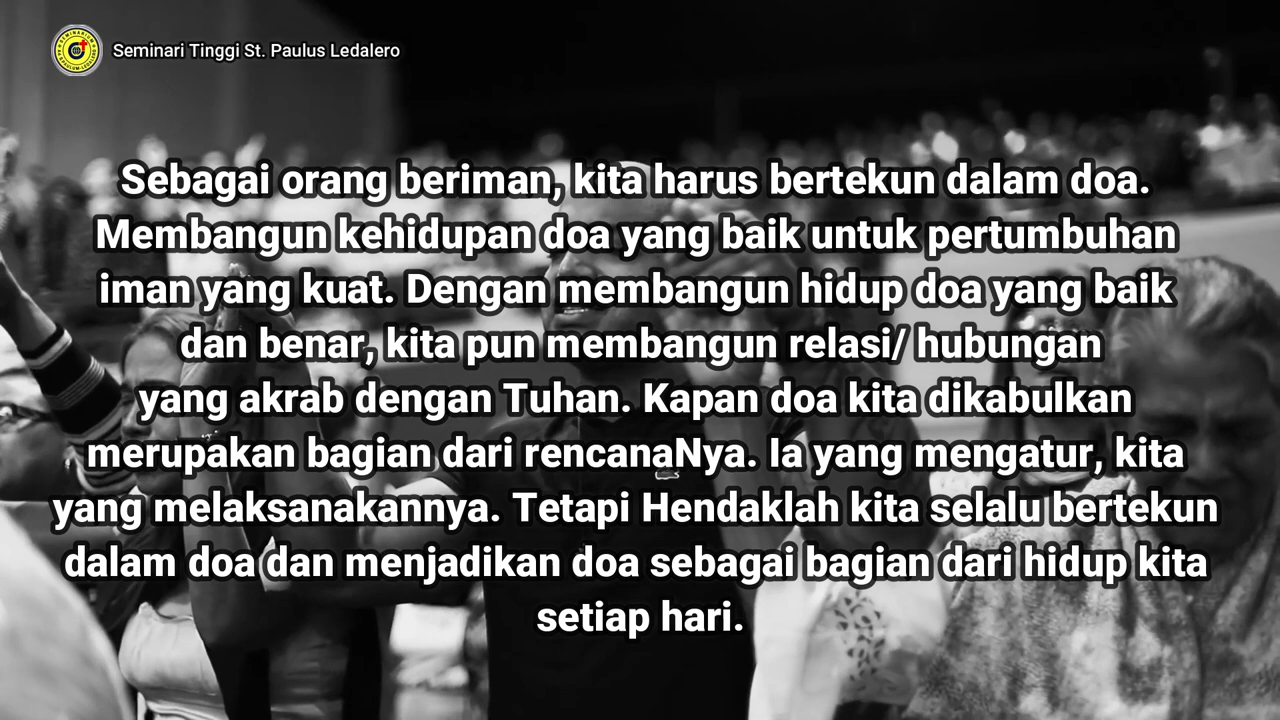 Seminari Tinggi St. Paulus Ledalero
Sebagai orang beriman, kita harus bertekun dalam doa.
Membangun kehidupan doa yang baik untuk pertumbuhan
iman yang kuat. Dengan membangun hidup doa yang baik
dan benar, kita pun membangun relasi/ hubungan
yang akrab dengan Tuhan. Kapan doa kita dikabulkan
merupakan bagian dari rencanaNya. Ia yang mengatur, kita
yang melaksanakannya. Tetapi Hendaklah kita selalu bertekun
dalam doa dan menjadikan doa sebagai bagian dari hidup kita
setiap hari.